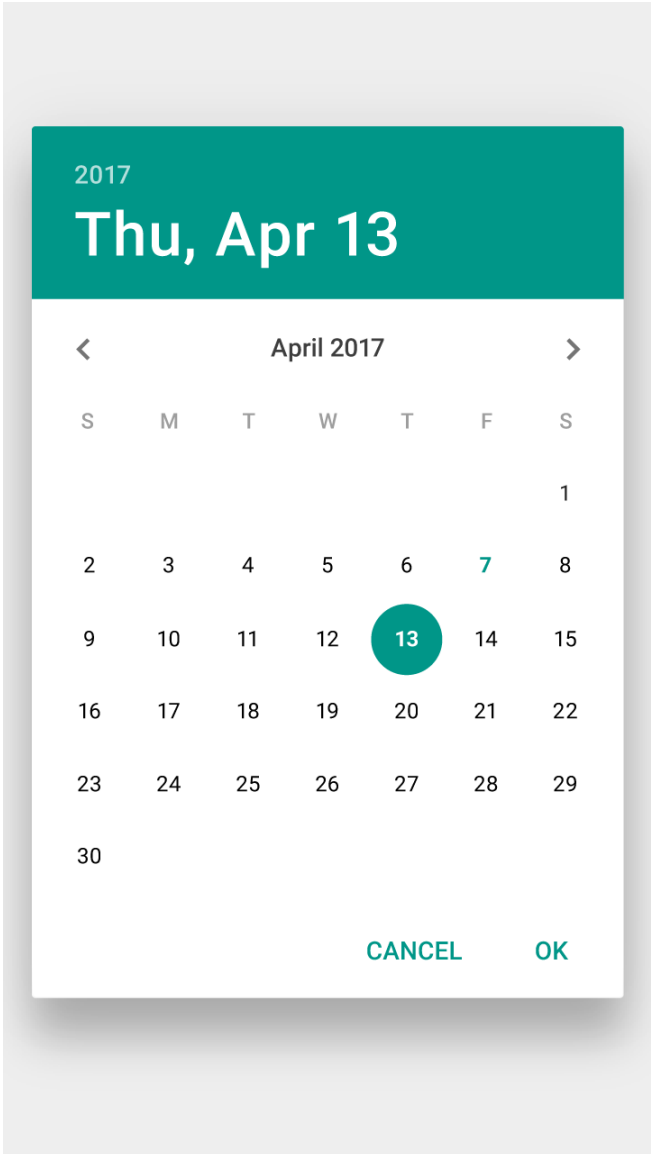 2017
Thu, Apr 13
April 2017
S M T W T F S
1
2 3 4 5 6 7 8
9 10 11 12 13 14 15
16 17 18 19 20 21 22
23 24 25 26 27 28 29
30
CANCEL OK